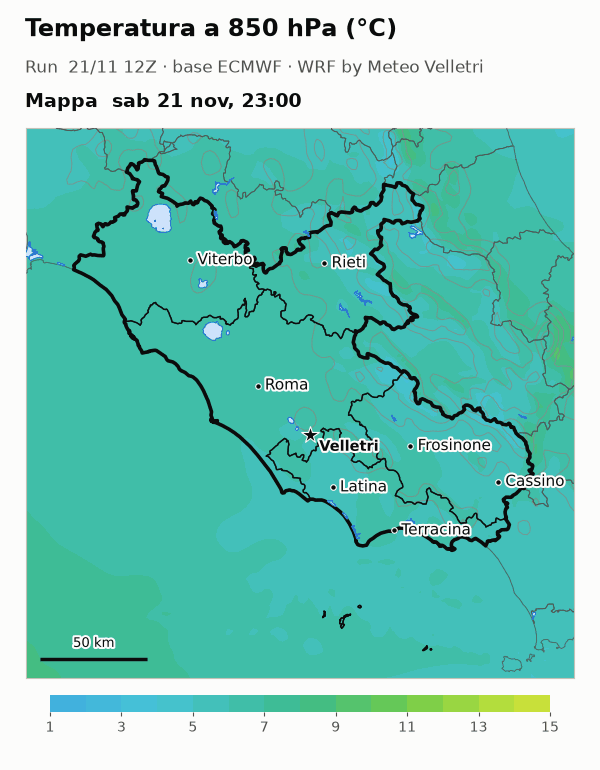 Temperatura a 850 hPa (°C)
Run  21/11 12Z · base ECMWF · WRF by Meteo Velletri
Mappa  sab 21 nov, 23:00
Viterbo
Rieti
Roma
Velletri
Frosinone
Cassino
Latina
Terracina
50 km
1 3 5 7 9 11 13 15